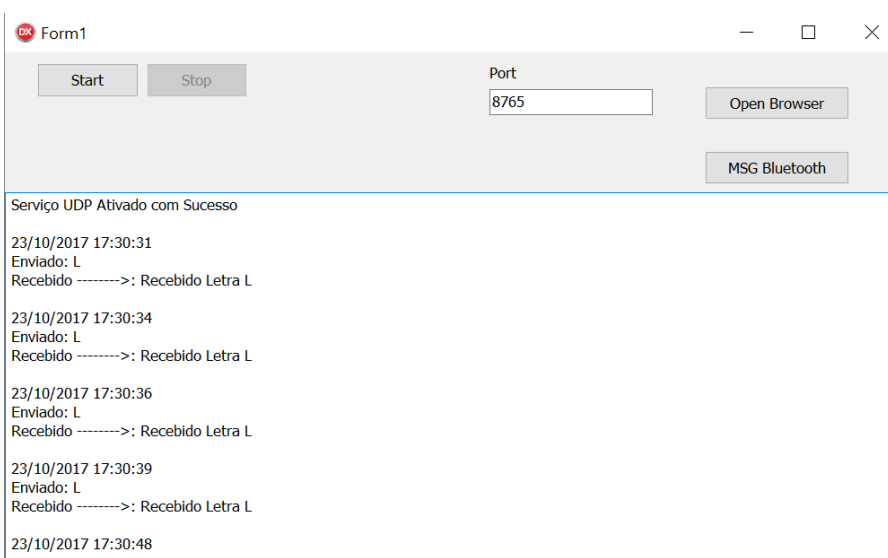 DX Form1
Start Stop
Port
8765
Open Browser
MSG Bluetooth
Serviço UDP Ativado com Sucesso
23/10/2017 17:30:31
Enviado: L
Recebido -------->: Recebido Letra L
23/10/2017 17:30:34
Enviado: L
Recebido -------->: Recebido Letra L
23/10/2017 17:30:36
Enviado: L
Recebido -------->: Recebido Letra L
23/10/2017 17:30:39
Enviado: L
Recebido -------->: Recebido Letra L
23/10/2017 17:30:48